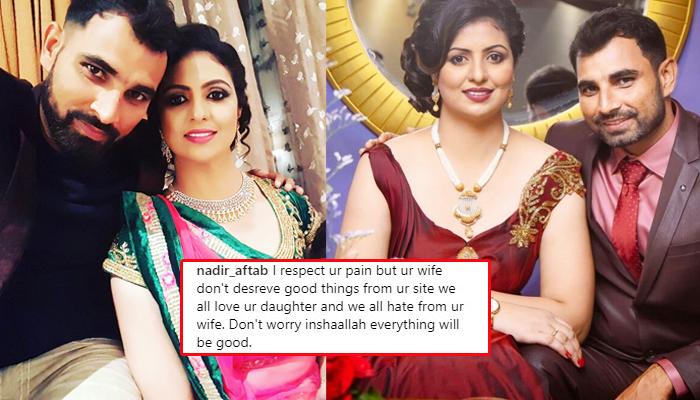 nadir_aftab I respect ur pain but ur wife
don't desreve good things from ur site we
all love ur daughter and we all hate from ur
wife. Don't worry inshaallah everything will
be good.